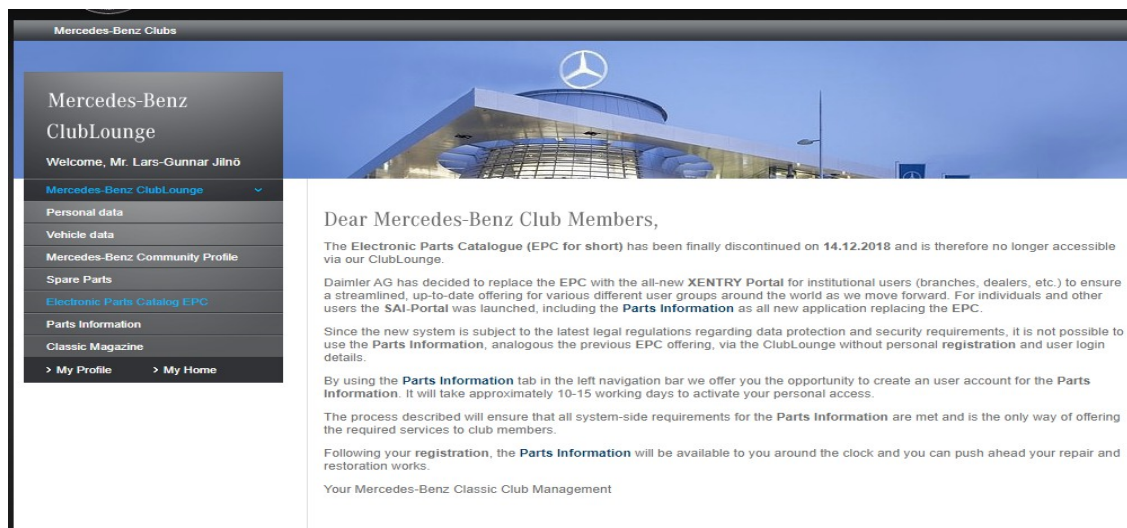 Mercedes-Benz Clubs
Mercedes-Benz
ClubLounge
Welcome, Mr. Lars-Gunnar Jilnö
Mercedes-Benz ClubLounge
Personal data
Vehicle data
Mercedes-Benz Community Profile
Spare Parts
Electronic Parts Catalog EPC
Parts Information
Classic Magazine
> My Profile > My Home
Dear Mercedes-Benz Club Members,
The Electronic Parts Catalogue (EPC for short) has been finally discontinued on 14.12.2018 and is therefore no longer accessible
via our ClubLounge.
Daimler AG has decided to replace the EPC with the all-new XENTRY Portal for institutional users (branches, dealers, etc.) to ensure
a streamlined, up-to-date offering for various different user groups around the world as we move forward. For individuals and other
users the SAI-Portal was launched, including the Parts Information as all new application replacing the EPC.
Since the new system is subject to the latest legal regulations regarding data protection and security requirements, it is not possible to
use the Parts Information, analogous the previous EPC offering, via the ClubLounge without personal registration and user login
details.
By using the Parts Information tab in the left navigation bar we offer you the opportunity to create an user account for the Parts
Information. It will take approximately 10-15 working days to activate your personal access.
The process described will ensure that all system-side requirements for the Parts Information are met and is the only way of offering
the required services to club members.
Following your registration, the Parts Information will be available to you around the clock and you can push ahead your repair and
restoration works.
Your Mercedes-Benz Classic Club Management